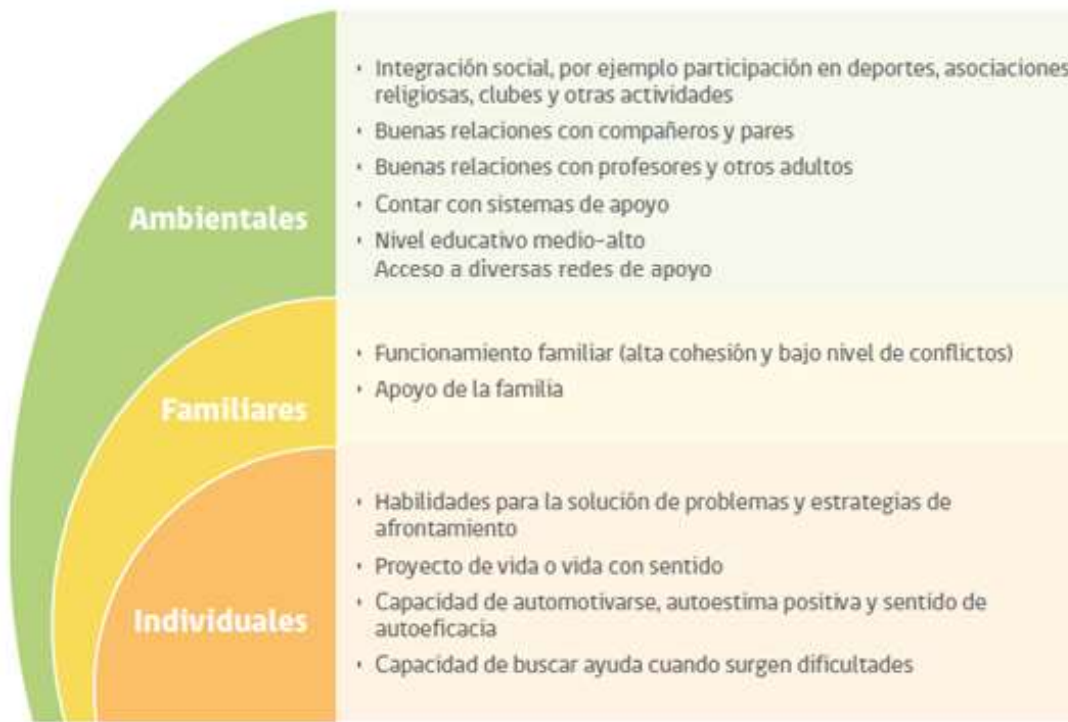 Ambientales
· Integración social, por ejemplo participación en deportes, asociaciones
religiosas, clubes y otras actividades
· Buenas relaciones con compañeros y pares
· Buenas relaciones con profesores y otros adultos
· Contar con sistemas de apoyo
· Nivel educativo medio-alto
Acceso a diversas redes de apoyo
Familiares
· Funcionamiento familiar (alta cohesión y bajo nivel de conflictos)
· Apoyo de la familia
Individuales
· Habilidades para la solución de problemas y estrategias de
afrontamiento
· Proyecto de vida o vida con sentido
· Capacidad de automotivarse, autoestima positiva y sentido de
autoeficacia
· Capacidad de buscar ayuda cuando surgen dificultades